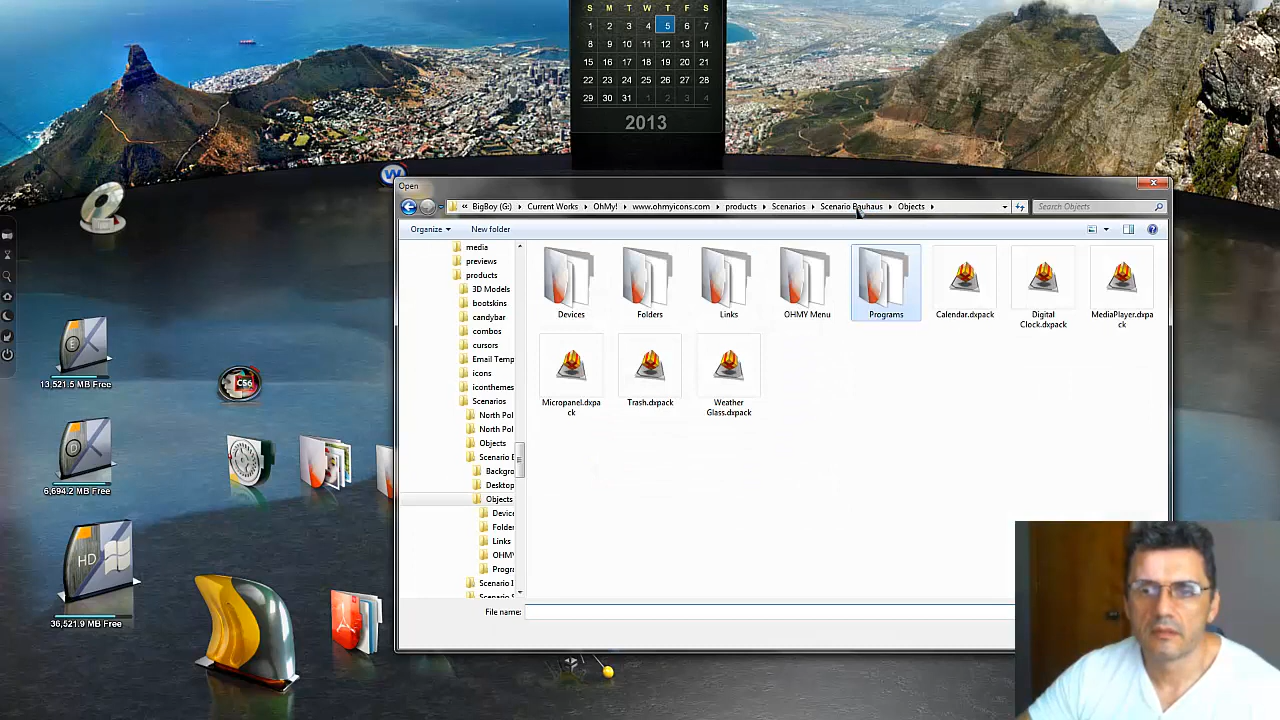 S M T W T F S
1 2 3 4 5 6 7
8 9 10 11 12 13 14
15 16 17 18 19 20 21
22 23 24 25 26 27 28
29 30 31 1 2 3 4
2013
W
Open
« BigBoy (G:) Current Works OhMy! www.ohmyicons.com products Scenarios Scenario Bauhaus Objects
Search Objects
Organize New folder
media
previews
products
3D Models
bootskins
candybar
combos
cursors
Email Temp
icons
iconthemes
Scenarios
North Pol
North Pol
Objects
Scenario B
Backgro
Desktop
Objects
Device
Folder
Links
OHMY
Progra
Scenario I
Devices Folders Links OHMY Menu Programs Calendar.dxpack Digital Clock.dxpack MediaPlayer.dxpa
ck
Micropanel.dxpa Trash.dxpack Weather
ck Glass.dxpack
File name:
E
13,521.5 MB Free
CS6
D
6,694.2 MB Free
HD
36,521.9 MB Free